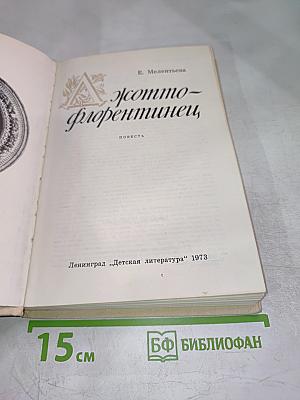 Е. Мелентьева
Джотто—
флорентинец
ПОВЕСТЬ
Ленинград „Детская литература" 1973
15 см
БФ БИБЛИОФАН